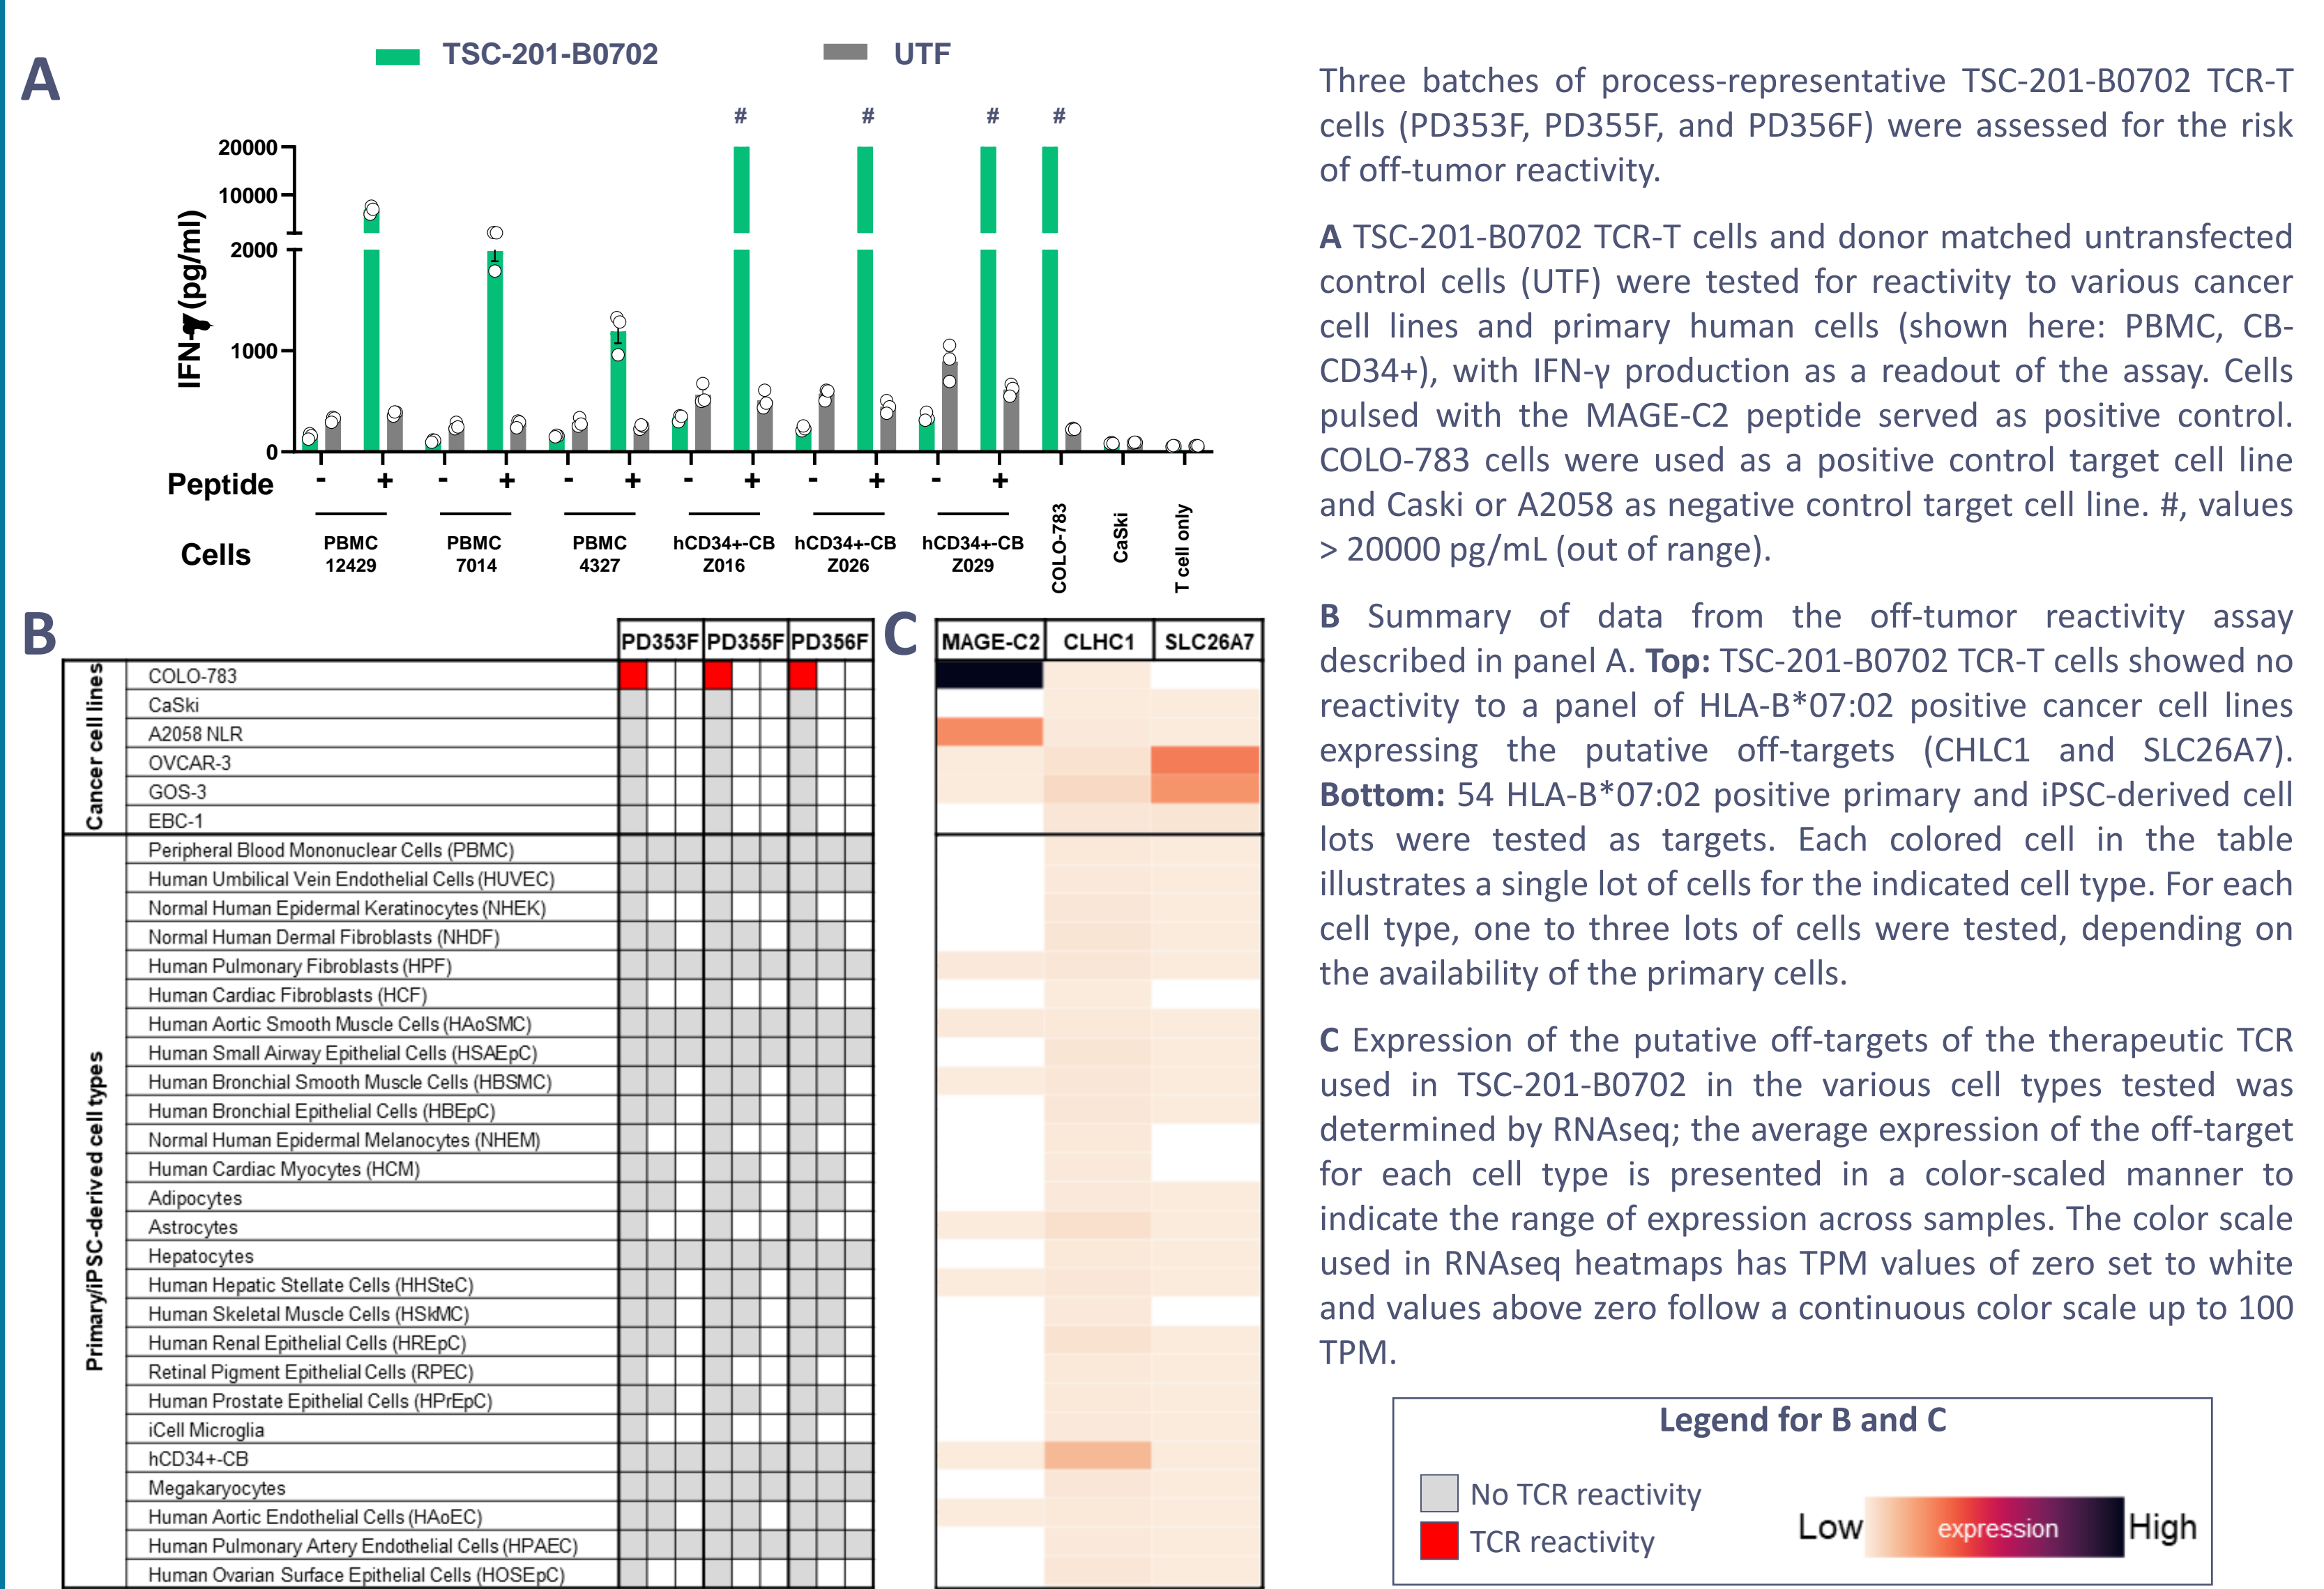 TSC-201-B0702 UTF
A
# # # #
20000
10000
2000
1000
0
IFN-γ (pg/ml)
Peptide - + - + - + - + - + - +
Cells
PBMC 12429
PBMC 7014
PBMC 4327
hCD34+-CB Z016
hCD34+-CB Z026
hCD34+-CB Z029
COLO-783
CaSki
T cell only
Three batches of process-representative TSC-201-B0702 TCR-T
cells (PD353F, PD355F, and PD356F) were assessed for the risk
of off-tumor reactivity.
A TSC-201-B0702 TCR-T cells and donor matched untransfected
control cells (UTF) were tested for reactivity to various cancer
cell lines and primary human cells (shown here: PBMC, CB-
CD34+), with IFN-γ production as a readout of the assay. Cells
pulsed with the MAGE-C2 peptide served as positive control.
COLO-783 cells were used as a positive control target cell line
and Caski or A2058 as negative control target cell line. #, values
> 20000 pg/mL (out of range).
B Summary of data from the off-tumor reactivity assay
described in panel A. Top: TSC-201-B0702 TCR-T cells showed no
reactivity to a panel of HLA-B*07:02 positive cancer cell lines
expressing the putative off-targets (CHLC1 and SLC26A7).
Bottom: 54 HLA-B*07:02 positive primary and iPSC-derived cell
lots were tested as targets. Each colored cell in the table
illustrates a single lot of cells for the indicated cell type. For each
cell type, one to three lots of cells were tested, depending on
the availability of the primary cells.
C Expression of the putative off-targets of the therapeutic TCR
used in TSC-201-B0702 in the various cell types tested was
determined by RNAseq; the average expression of the off-target
for each cell type is presented in a color-scaled manner to
indicate the range of expression across samples. The color scale
used in RNAseq heatmaps has TPM values of zero set to white
and values above zero follow a continuous color scale up to 100
TPM.
B
PD353F PD355F PD356F
Cancer cell lines
COLO-783
CaSki
A2058 NLR
OVCAR-3
GOS-3
EBC-1
Primary/iPSC-derived cell types
Peripheral Blood Mononuclear Cells (PBMC)
Human Umbilical Vein Endothelial Cells (HUVEC)
Normal Human Epidermal Keratinocytes (NHEK)
Normal Human Dermal Fibroblasts (NHDF)
Human Pulmonary Fibroblasts (HPF)
Human Cardiac Fibroblasts (HCF)
Human Aortic Smooth Muscle Cells (HAoSMC)
Human Small Airway Epithelial Cells (HSAEpC)
Human Bronchial Smooth Muscle Cells (HBSMC)
Human Bronchial Epithelial Cells (HBEpC)
Normal Human Epidermal Melanocytes (NHEM)
Human Cardiac Myocytes (HCM)
Adipocytes
Astrocytes
Hepatocytes
Human Hepatic Stellate Cells (HHSteC)
Human Skeletal Muscle Cells (HSkMC)
Human Renal Epithelial Cells (HREpC)
Retinal Pigment Epithelial Cells (RPEC)
Human Prostate Epithelial Cells (HPrEpC)
iCell Microglia
hCD34+-CB
Megakaryocytes
Human Aortic Endothelial Cells (HAoEC)
Human Pulmonary Artery Endothelial Cells (HPAEC)
Human Ovarian Surface Epithelial Cells (HOSEpC)
C
MAGE-C2 CLHC1 SLC26A7
Legend for B and C
No TCR reactivity
TCR reactivity
Low expression High